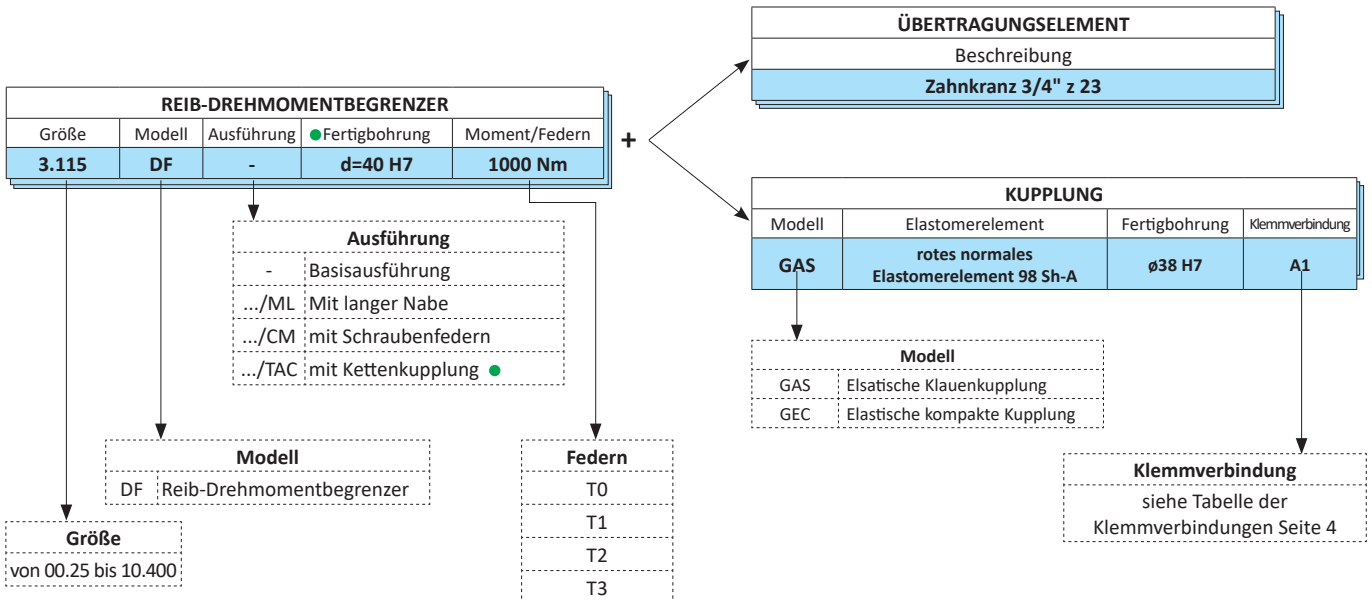 ÜBERTRAGUNGSELEMENT
Beschreibung
Zahnkranz 3/4" z 23
REIB-DREHMOMENTBEGRENZER
Größe Modell Ausführung Fertigbohrung Moment/Federn
3.115 DF - d=40 H7 1000 Nm
+
KUPPLUNG
Modell Elastomerelement Fertigbohrung Klemmverbindung
GAS rotes normales Elastomerelement 98 Sh-A ø38 H7 A1
Ausführung
- Basisausführung
.../ML Mit langer Nabe
.../CM mit Schraubenfedern
.../TAC mit Kettenkupplung
Modell
GAS Elsatische Klauenkupplung
GEC Elastische kompakte Kupplung
Modell
DF Reib-Drehmomentbegrenzer
Federn
T0
T1
T2
T3
Klemmverbindung
siehe Tabelle der
Klemmverbindungen Seite 4
Größe
von 00.25 bis 10.400